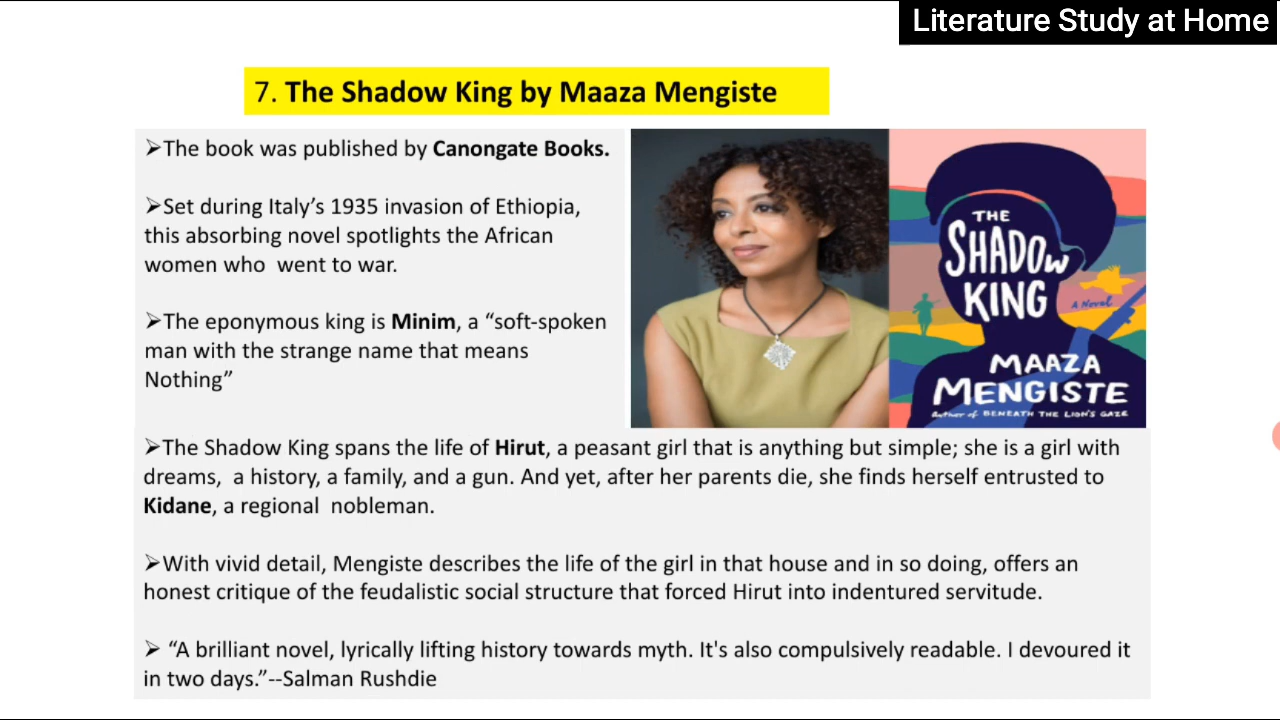 Literature Study at Home
7. The Shadow King by Maaza Mengiste
➢The book was published by Canongate Books.
➢Set during Italy’s 1935 invasion of Ethiopia,
this absorbing novel spotlights the African
women who went to war.
➢The eponymous king is Minim, a “soft-spoken
man with the strange name that means
Nothing”
THE
SHADOW
KING
A Novel
MAAZA
MENGISTE
Author of BENEATH THE LION'S GAZE
➢The Shadow King spans the life of Hirut, a peasant girl that is anything but simple; she is a girl with
dreams, a history, a family, and a gun. And yet, after her parents die, she finds herself entrusted to
Kidane, a regional nobleman.
➢With vivid detail, Mengiste describes the life of the girl in that house and in so doing, offers an
honest critique of the feudalistic social structure that forced Hirut into indentured servitude.
➢ “A brilliant novel, lyrically lifting history towards myth. It's also compulsively readable. I devoured it
in two days.”--Salman Rushdie